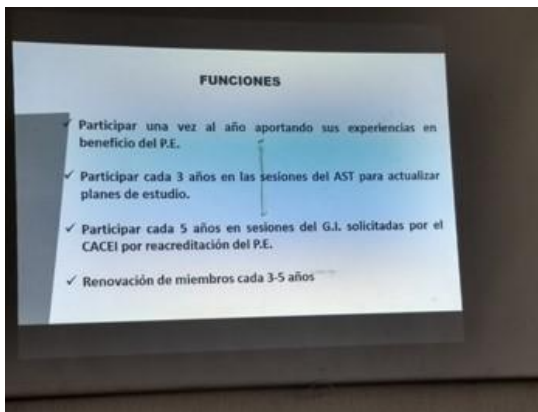 FUNCIONES
✓ Participar una vez al año aportando sus experiencias en
beneficio del P.E.
✓ Participar cada 3 años en las sesiones del AST para actualizar
planes de estudio.
✓ Participar cada 5 años en sesiones del G.I. solicitadas por el
CACEI por reacreditación del P.E.
✓ Renovación de miembros cada 3-5 años